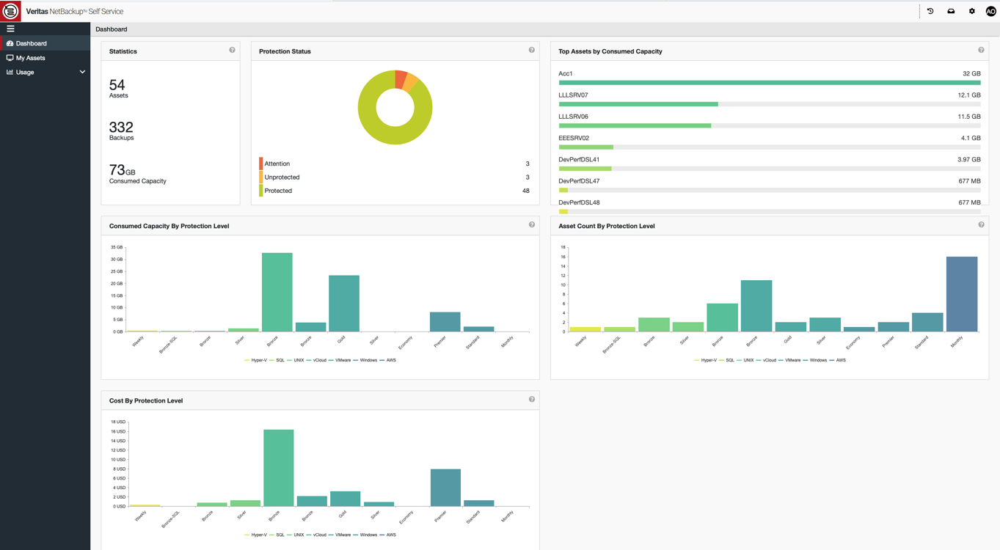 Veritas NetBackup™ Self Service
AO
Dashboard
My Assets
Usage
Dashboard
Statistics
54
Assets
332
Backups
73GB
Consumed Capacity
Protection Status
Attention 3
Unprotected 3
Protected 48
Top Assets by Consumed Capacity
Acc1 32 GB
LLLSRV07 12.1 GB
LLLSRV06 11.5 GB
EEESRV02 4.1 GB
DevPerfDSL41 3.97 GB
DevPerfDSL47 677 MB
DevPerfDSL48 677 MB
Consumed Capacity By Protection Level
35 GB
30 GB
25 GB
20 GB
15 GB
10 GB
5 GB
0 GB
Weekly Bronze-SQL Bronze Silver Bronze Bronze Gold Silver Economy Premier Standard Monthly
Hyper-V SQL UNIX vCloud VMware Windows AWS
Asset Count By Protection Level
18
16
14
12
10
8
6
4
2
0
Weekly Bronze-SQL Bronze Silver Bronze Bronze Gold Silver Economy Premier Standard Monthly
Hyper-V SQL UNIX vCloud VMware Windows AWS
Cost By Protection Level
18 USD
16 USD
14 USD
12 USD
10 USD
8 USD
6 USD
4 USD
2 USD
0 USD
Weekly Bronze-SQL Bronze Silver Bronze Bronze Gold Silver Economy Premier Standard Monthly
Hyper-V SQL UNIX vCloud VMware Windows AWS